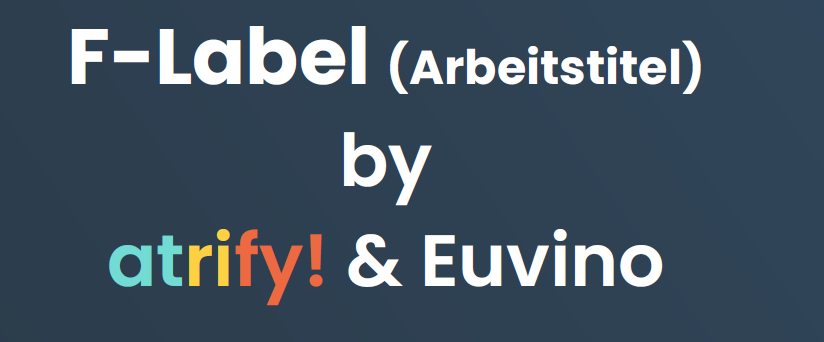 F-Label (Arbeitstitel)
by
atrify! & Euvino